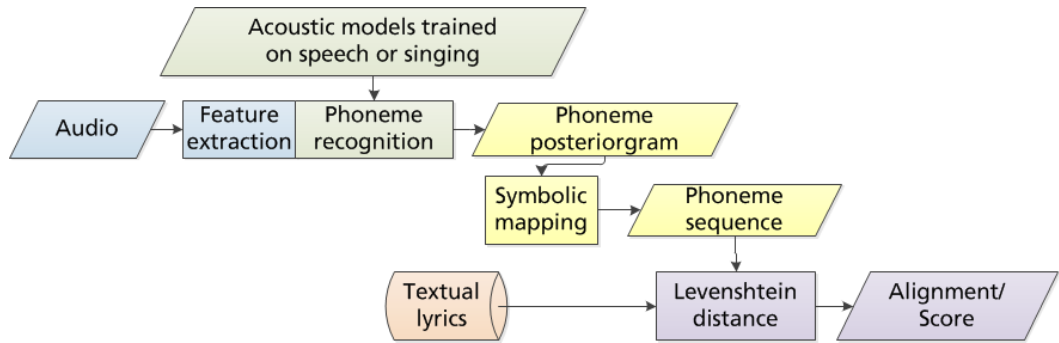 Acoustic models trained
on speech or singing
Audio
Feature
extraction
Phoneme
recognition
Phoneme
posteriorgram
Symbolic
mapping
Phoneme
sequence
Textual
lyrics
Levenshtein
distance
Alignment/
Score